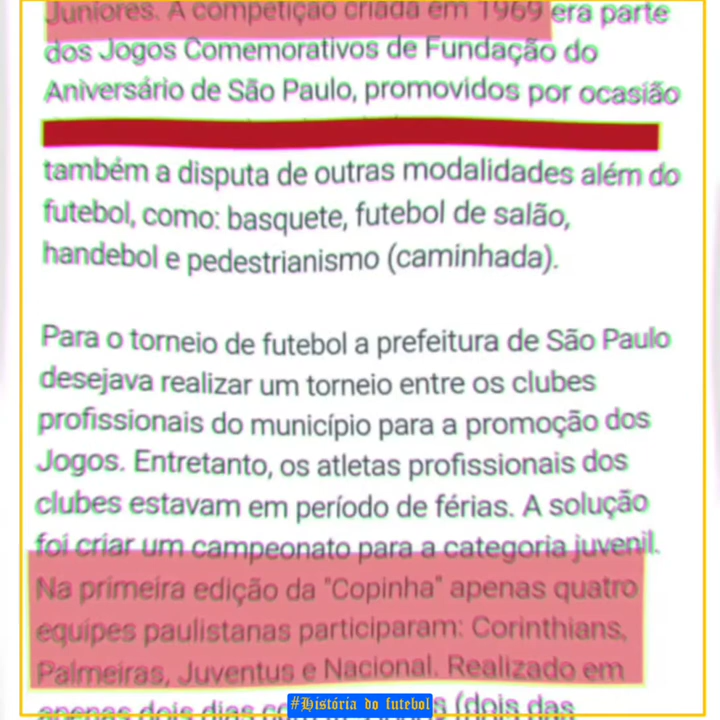 Juniores. A competição criada em 1969 era parte
dos Jogos Comemorativos de Fundação do
Aniversário de São Paulo, promovidos por ocasião
também a disputa de outras modalidades além do
futebol, como: basquete, futebol de salão,
handebol e pedestrianismo (caminhada).
Para o torneio de futebol a prefeitura de São Paulo
desejava realizar um torneio entre os clubes
profissionais do município para a promoção dos
Jogos. Entretanto, os atletas profissionais dos
clubes estavam em período de férias. A solução
foi criar um campeonato para a categoria juvenil.
Na primeira edição da "Copinha" apenas quatro
equipes paulistanas participaram: Corinthians,
Palmeiras, Juventus e Nacional. Realizado em
apenas dois dias (dois das
#História do futebol